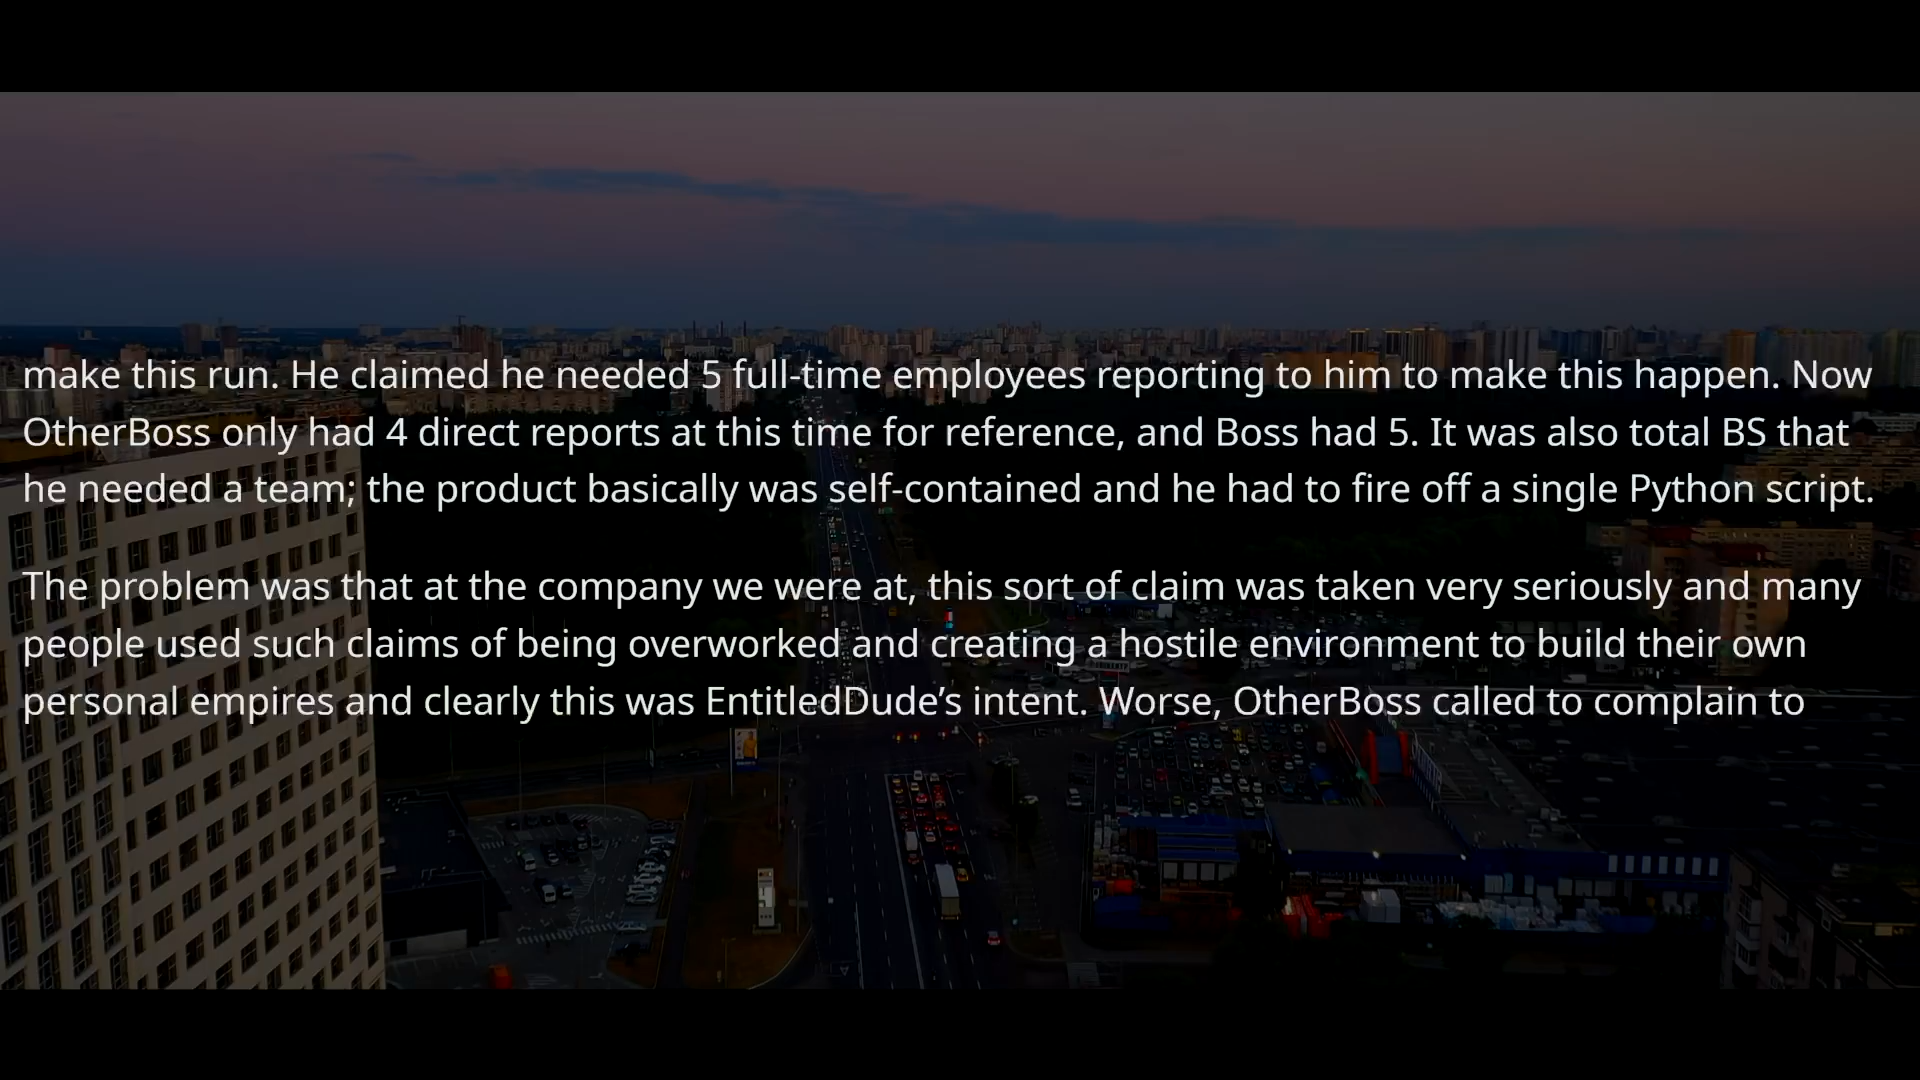 make this run. He claimed he needed 5 full-time employees reporting to him to make this happen. Now
OtherBoss only had 4 direct reports at this time for reference, and Boss had 5. It was also total BS that
he needed a team; the product basically was self-contained and he had to fire off a single Python script.
The problem was that at the company we were at, this sort of claim was taken very seriously and many
people used such claims of being overworked and creating a hostile environment to build their own
personal empires and clearly this was EntitledDude’s intent. Worse, OtherBoss called to complain to